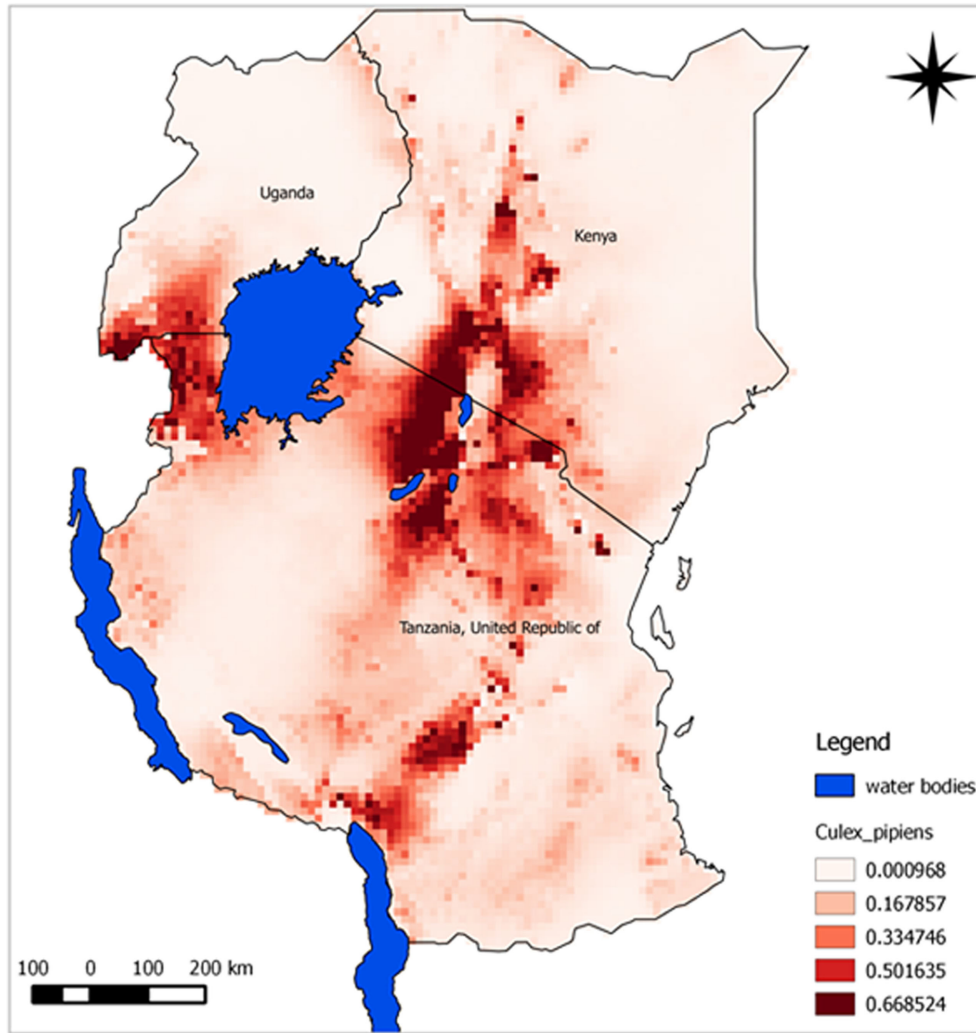 Uganda
Kenya
Tanzania, United Republic of
Legend
water bodies
Culex_pipiens
0.000968
0.167857
0.334746
0.501635
0.668524
100 0 100 200 km